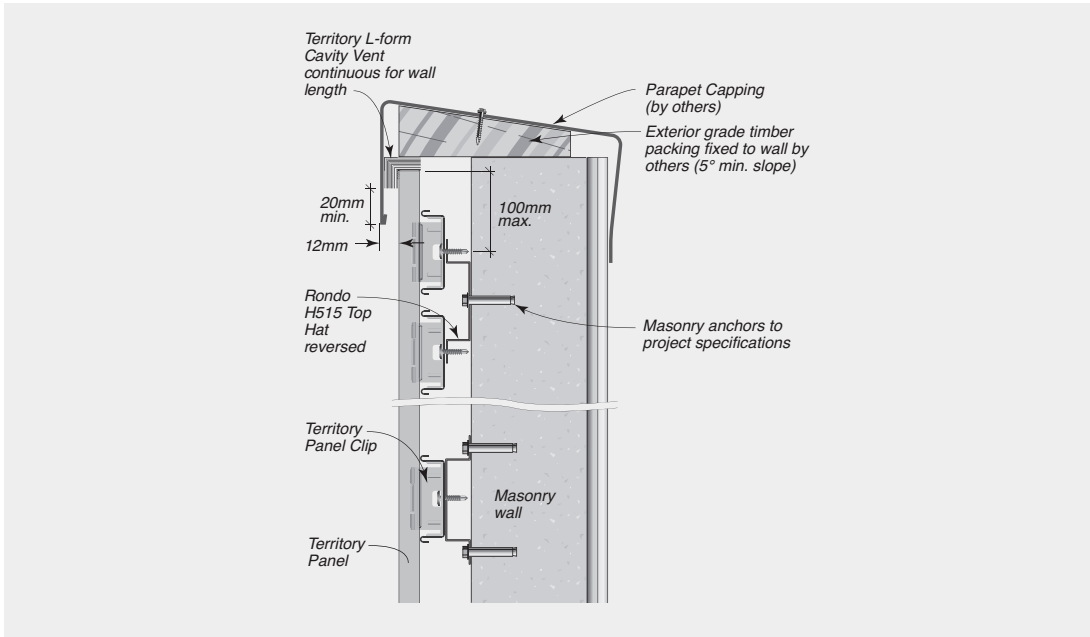 Territory L-form
Cavity Vent
continuous for wall
length
Parapet Capping
(by others)
Exterior grade timber
packing fixed to wall by
others (5° min. slope)
20mm
min.
100mm
max.
12mm
Rondo
H515 Top
Hat
reversed
Masonry anchors to
project specifications
Territory
Panel Clip
Masonry
wall
Territory
Panel